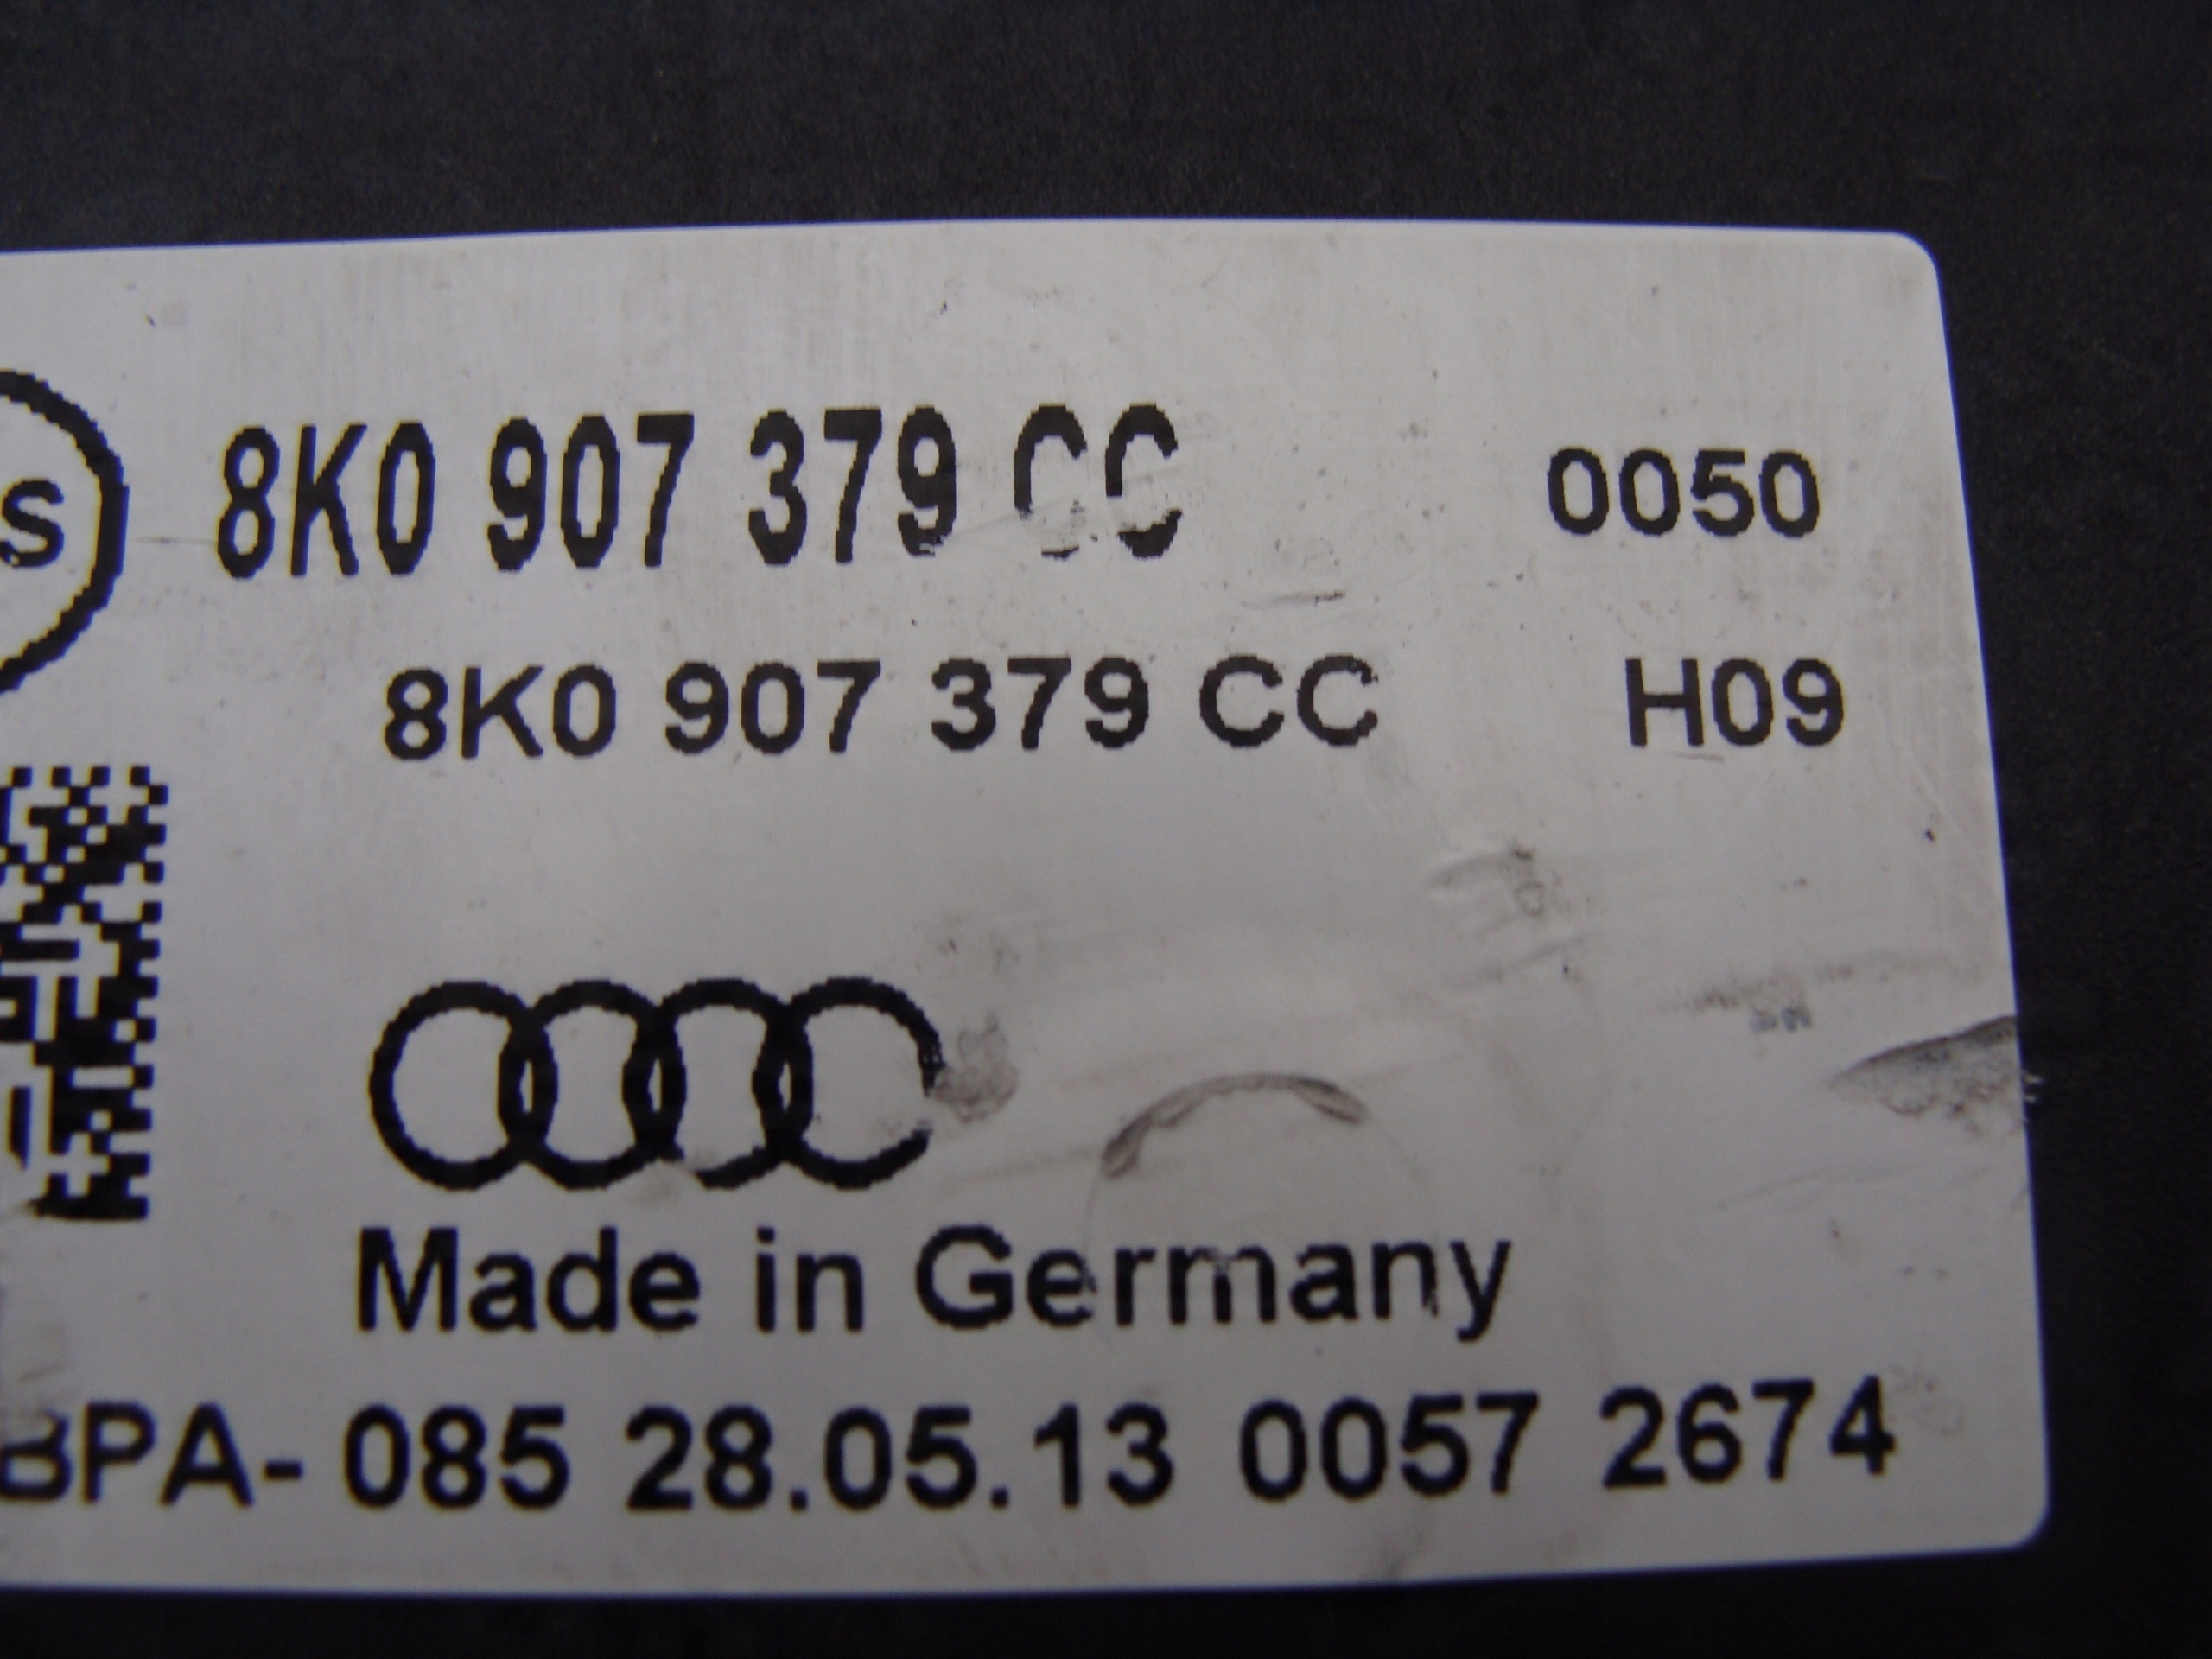 s 8K0 907 379 CC 0050
8K0 907 379 CC H09
Made in Germany
BPA- 085 28.05.13 0057 2674